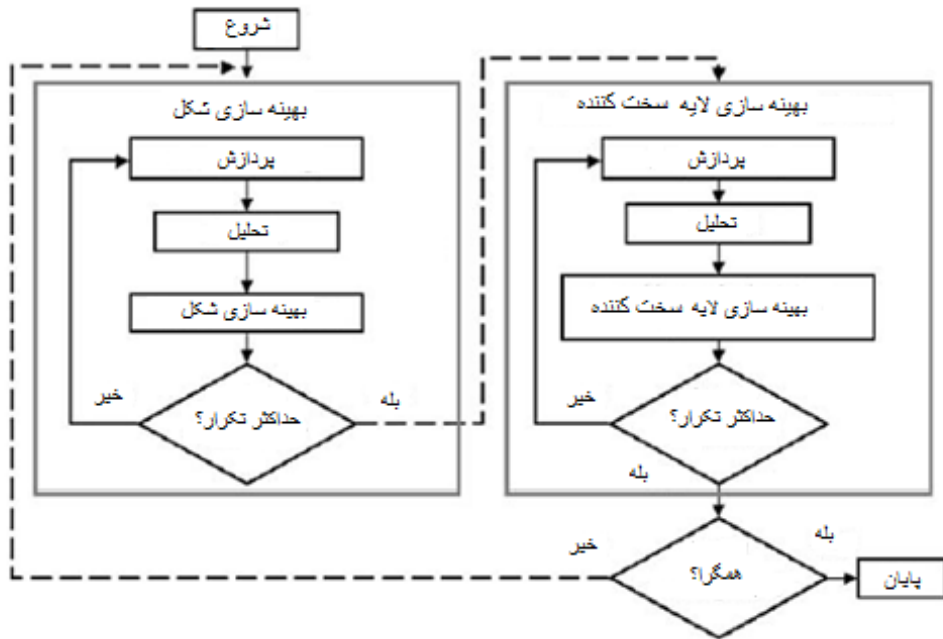 شروع
بهینه سازی شکل
پردازش
تحلیل
بهینه سازی شکل
حداکثر تکرار؟
خیر
بله
بهینه سازی لایه سخت کننده
پردازش
تحلیل
بهینه سازی لایه سخت کننده
حداکثر تکرار؟
خیر
بله
همگرا؟
خیر
بله
پایان